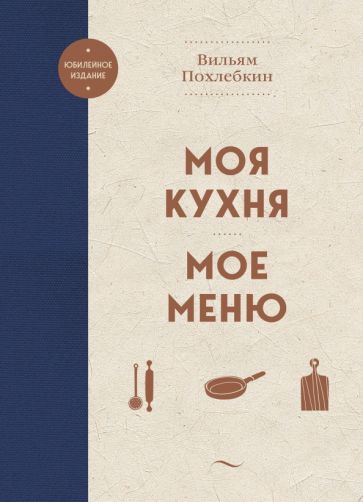 ЮБИЛЕЙНОЕ
ИЗДАНИЕ
Вильям
Похлебкин
МОЯ
КУХНЯ
МОЕ
МЕНЮ